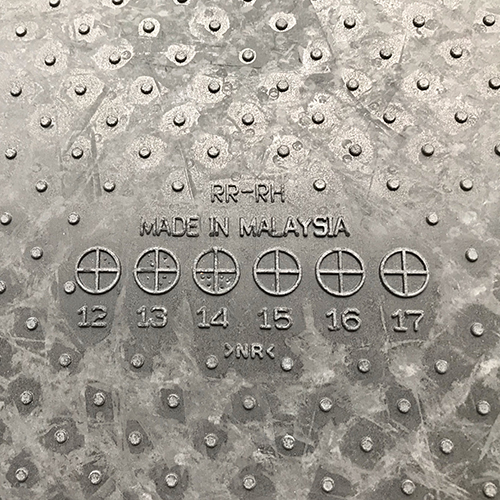 RR-RH
MADE IN MALAYSIA
12 13 14 15 16 17
>NR<